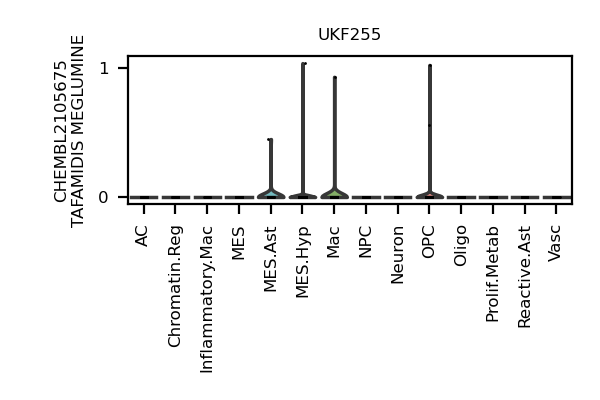 UKF255
CHEMBL2105675
TAFAMIDIS MEGLUMINE
1
0
AC
Chromatin.Reg
Inflammatory.Mac
MES
MES.Ast
MES.Hyp
Mac
NPC
Neuron
OPC
Oligo
Prolif.Metab
Reactive.Ast
Vasc